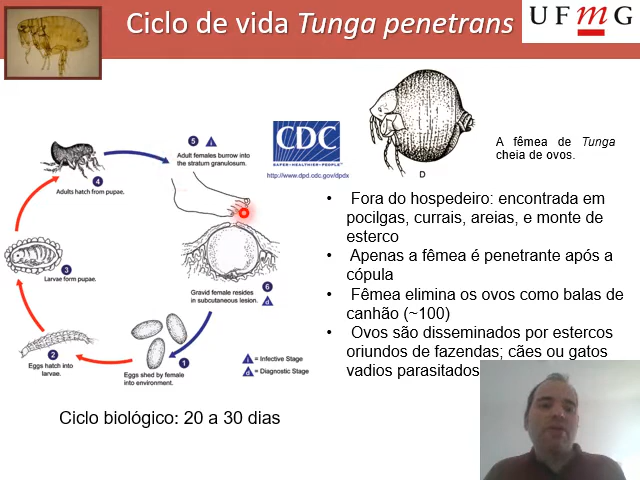 Ciclo de vida Tunga penetrans
UFmG
5 i
Adult females burrow into
the stratum granulosum.
CDC
SAFER·HEALTHIER·PEOPLE™
http://www.dpd.cdc.gov/dpdx
D
A fêmea de Tunga
cheia de ovos.
4
Adults hatch from pupae.
3
Larvae form pupae.
6
Gravid female resides d
in subcutaneous lesion.
2
Eggs hatch into
larvae.
1
Eggs shed by female
into environment.
i = Infective Stage
d = Diagnostic Stage
Ciclo biológico: 20 a 30 dias
• Fora do hospedeiro: encontrada em
pocilgas, currais, areias, e monte de
esterco
• Apenas a fêmea é penetrante após a
cópula
• Fêmea elimina os ovos como balas de
canhão (~100)
• Ovos são disseminados por estercos
oriundos de fazendas; cães ou gatos
vadios parasitados